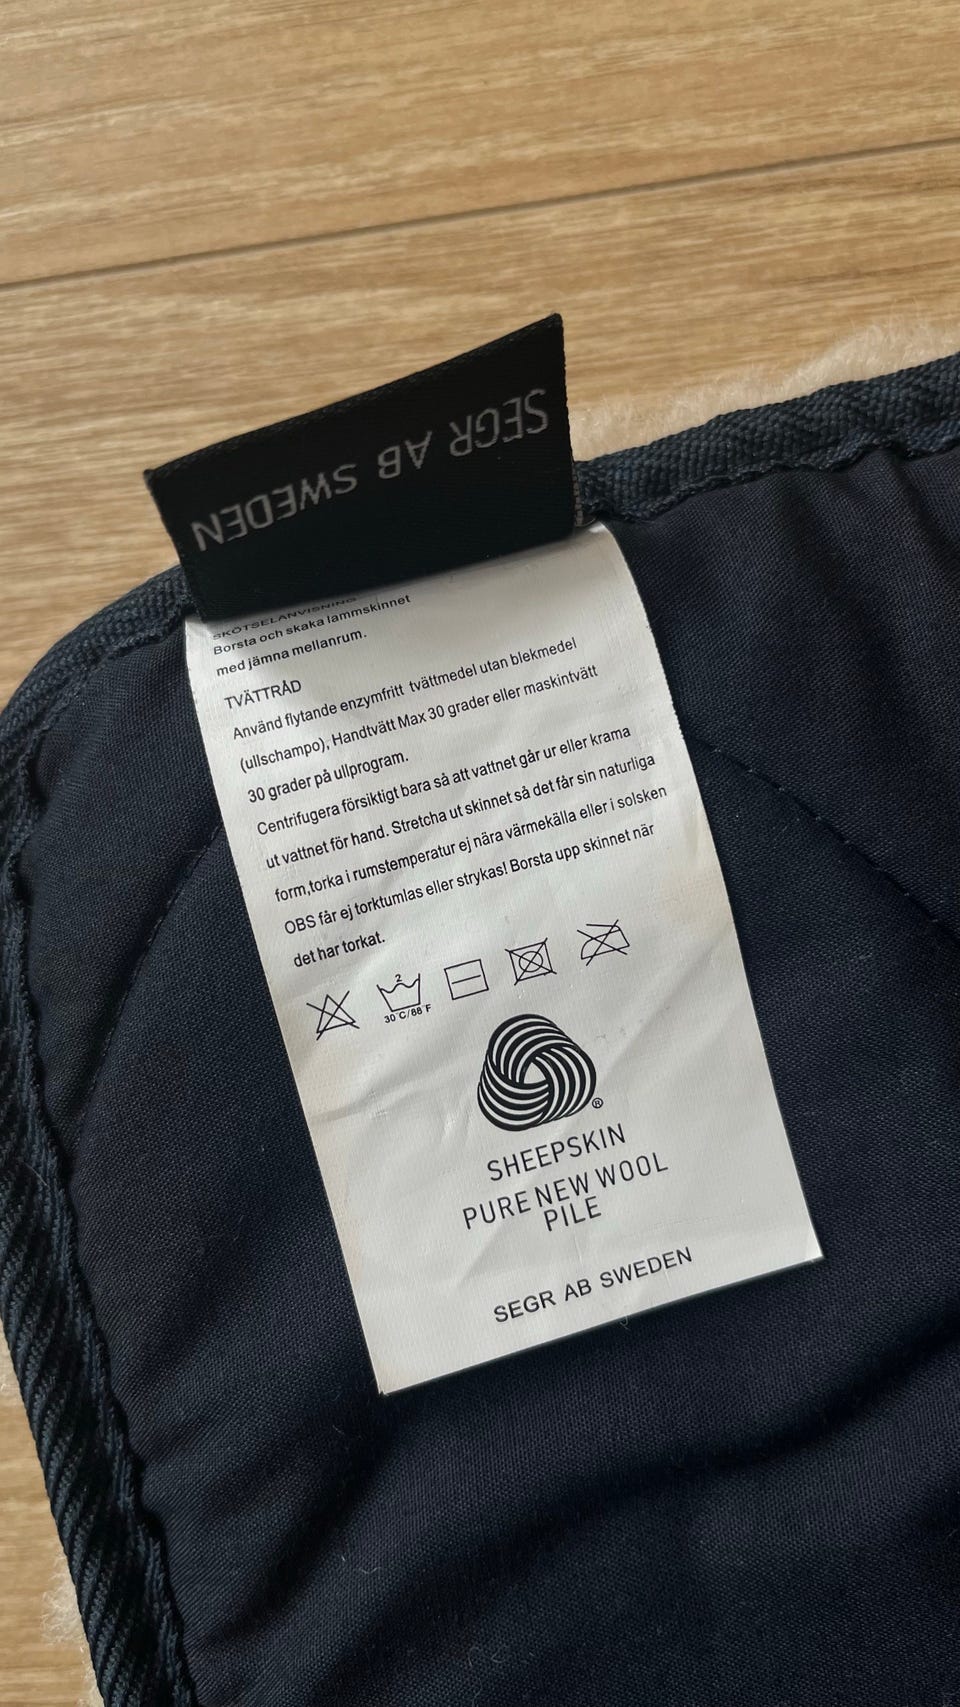 SEGR AB SWEDEN
SKÖTSELANVISNING
Borsta och skaka lammskinnet
med jämna mellanrum.
TVÄTTRÅD
Använd flytande enzymfritt tvättmedel utan blekmedel
(ullschampo), Handtvätt Max 30 grader eller maskintvätt
30 grader på ullprogram.
Centrifugera försiktigt bara så att vattnet går ur eller krama
ut vattnet för hand. Stretcha ut skinnet så det får sin naturliga
form,torka i rumstemperatur ej nära värmekälla eller i solsken
OBS får ej torktumlas eller strykas! Borsta upp skinnet när
det har torkat.
2
30 C/88 F
®
SHEEPSKIN
PURE NEW WOOL
PILE
SEGR AB SWEDEN